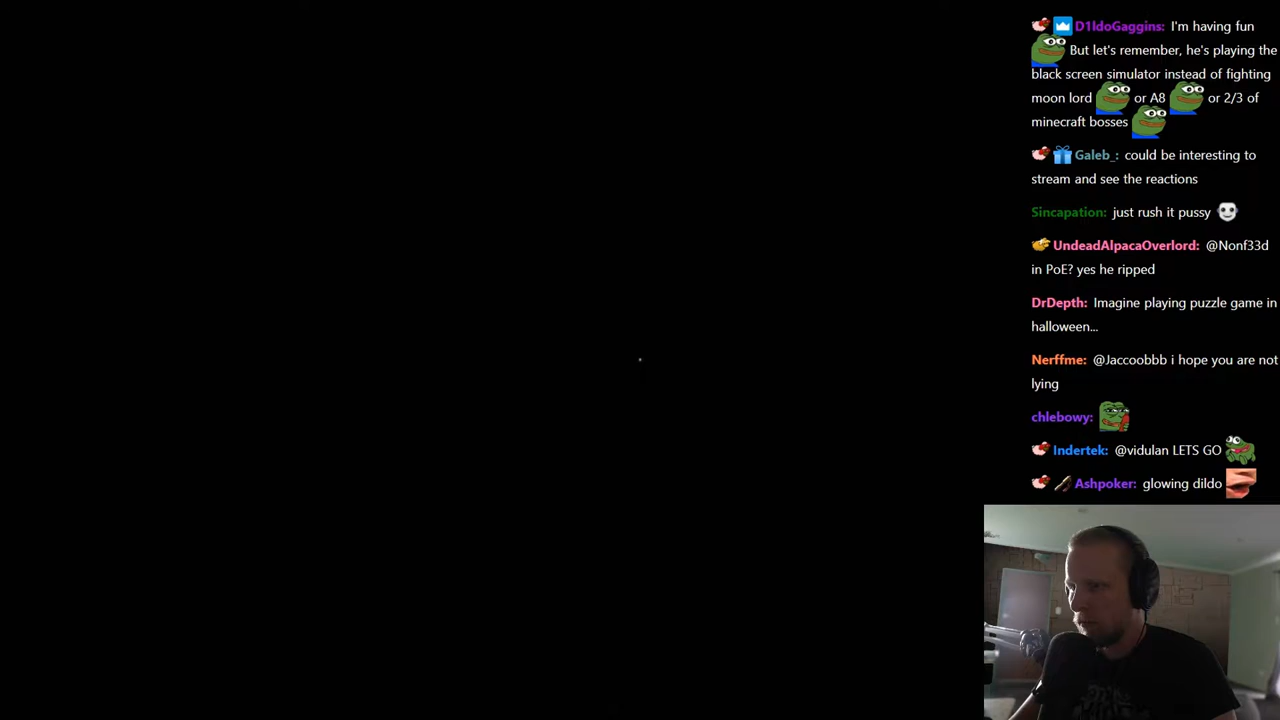 D1ldoGaggins: I'm having fun
But let's remember, he's playing the
black screen simulator instead of fighting
moon lord or A8 or 2/3 of
minecraft bosses
Galeb_: could be interesting to
stream and see the reactions
Sincapation: just rush it pussy
UndeadAlpacaOverlord: @Nonf33d
in PoE? yes he ripped
DrDepth: Imagine playing puzzle game in
halloween...
Nerffme: @Jaccoobbb i hope you are not
lying
chlebowy:
Indertek: @vidulan LETS GO
Ashpoker: glowing dildo